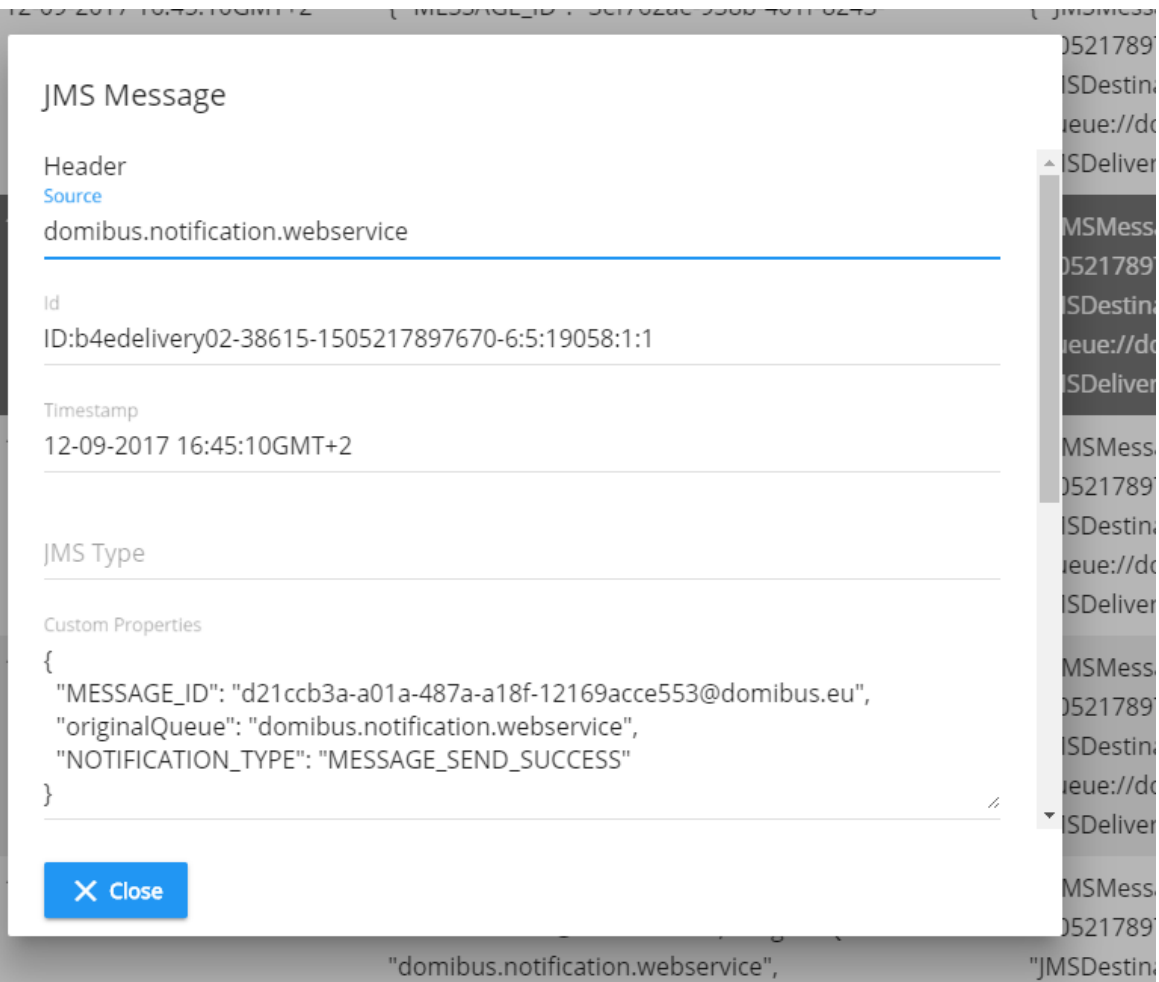 JMS Message
Header
Source
domibus.notification.webservice
Id
ID:b4edelivery02-38615-1505217897670-6:5:19058:1:1
Timestamp
12-09-2017 16:45:10GMT+2
JMS Type
Custom Properties
{
"MESSAGE_ID": "d21ccb3a-a01a-487a-a18f-12169acce553@domibus.eu",
"originalQueue": "domibus.notification.webservice",
"NOTIFICATION_TYPE": "MESSAGE_SEND_SUCCESS"
}
Close
"domibus.notification.webservice",